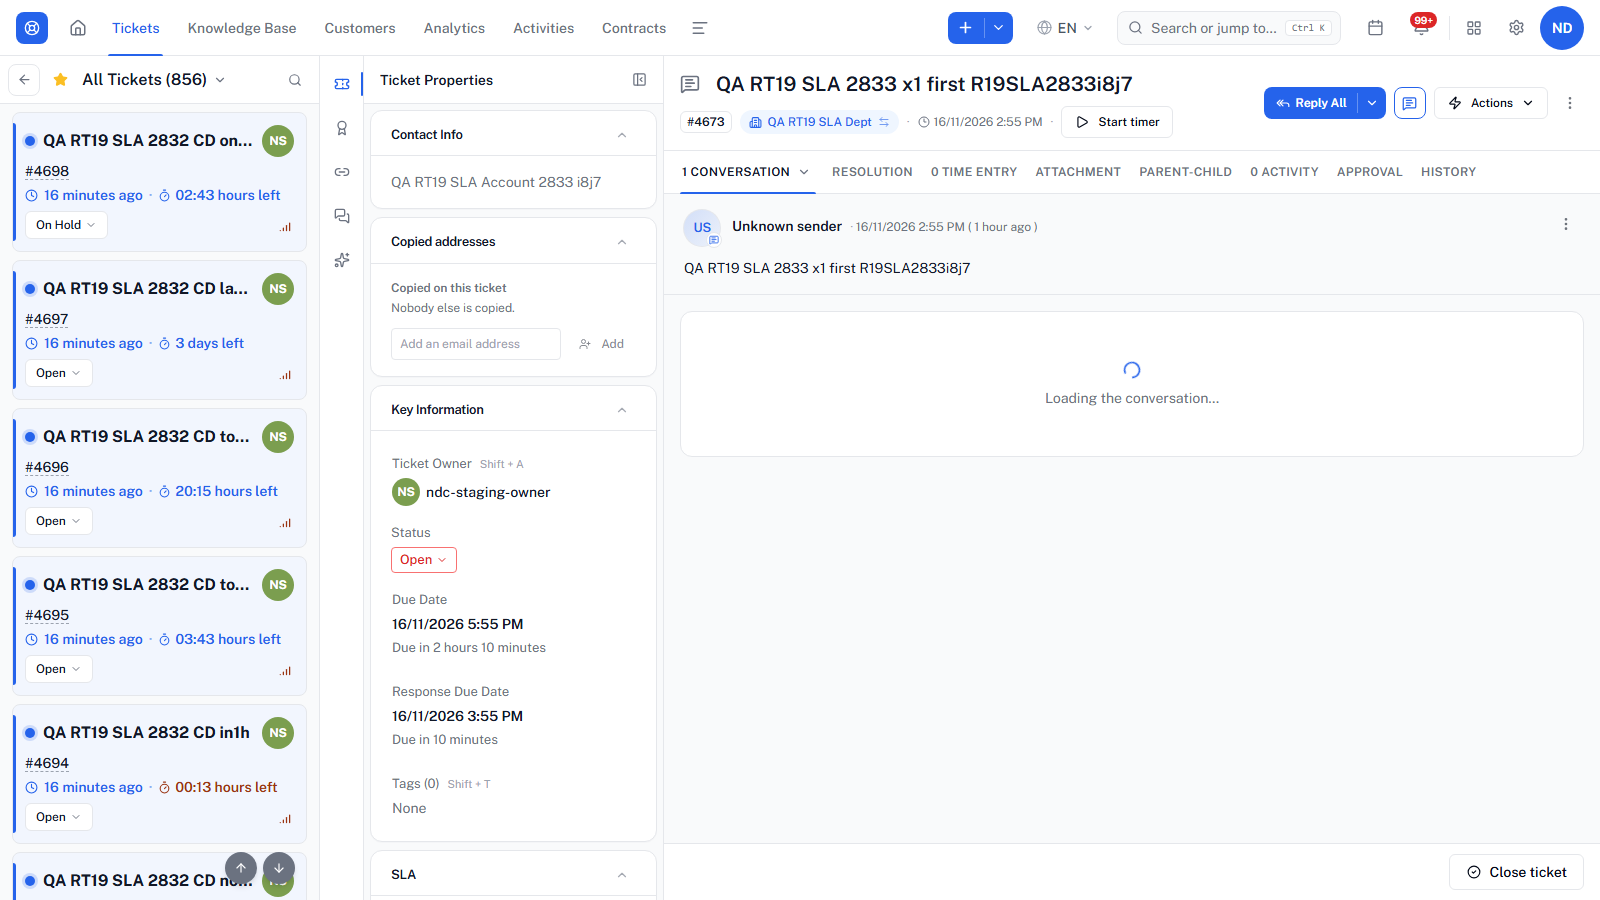 Tickets
Knowledge Base
Customers
Analytics
Activities
Contracts
EN
Search or jump to...
Ctrl K
99+
ND
All Tickets (856)
QA RT19 SLA 2832 CD on...
NS
#4698
16 minutes ago · 02:43 hours left
On Hold
QA RT19 SLA 2832 CD la...
NS
#4697
16 minutes ago · 3 days left
Open
QA RT19 SLA 2832 CD to...
NS
#4696
16 minutes ago · 20:15 hours left
Open
QA RT19 SLA 2832 CD to...
NS
#4695
16 minutes ago · 03:43 hours left
Open
QA RT19 SLA 2832 CD in1h
NS
#4694
16 minutes ago · 00:13 hours left
Open
QA RT19 SLA 2832 CD
Ticket Properties
Contact Info
QA RT19 SLA Account 2833 i8j7
Copied addresses
Copied on this ticket
Nobody else is copied.
Add an email address
Add
Key Information
Ticket Owner Shift + A
NS ndc-staging-owner
Status
Open
Due Date
16/11/2026 5:55 PM
Due in 2 hours 10 minutes
Response Due Date
16/11/2026 3:55 PM
Due in 10 minutes
Tags (0) Shift + T
None
SLA
QA RT19 SLA 2833 x1 first R19SLA2833i8j7
#4673
QA RT19 SLA Dept
· 16/11/2026 2:55 PM ·
Start timer
Reply All
Actions
1 CONVERSATION
RESOLUTION
0 TIME ENTRY
ATTACHMENT
PARENT-CHILD
0 ACTIVITY
APPROVAL
HISTORY
US
Unknown sender · 16/11/2026 2:55 PM ( 1 hour ago )
QA RT19 SLA 2833 x1 first R19SLA2833i8j7
Loading the conversation...
Close ticket